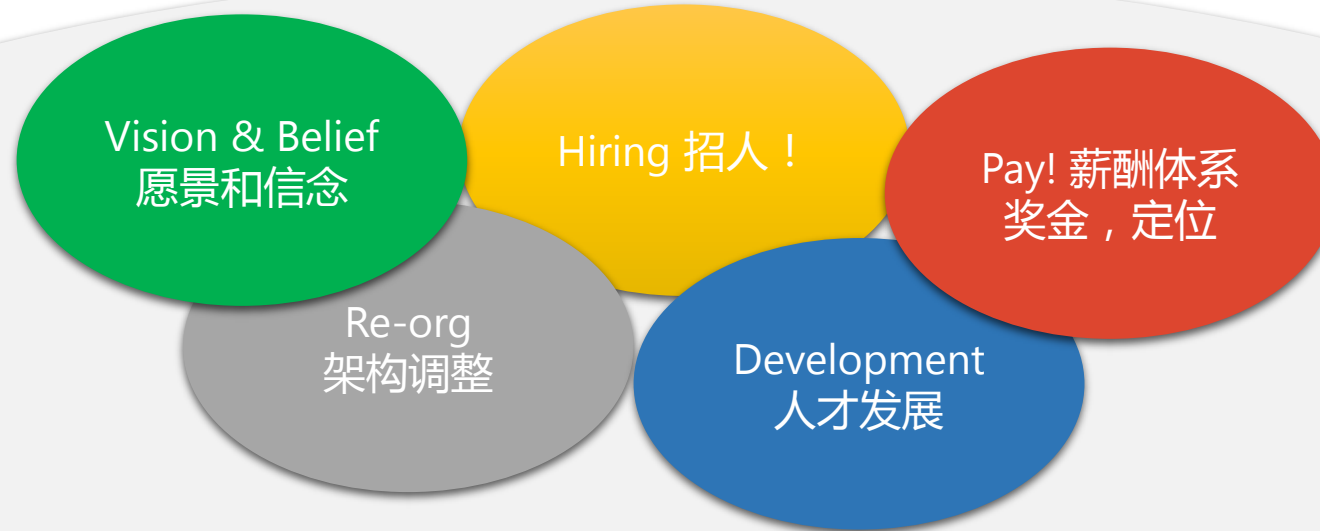 Vision & Belief
愿景和信念
Hiring 招人！
Pay! 薪酬体系
奖金，定位
Re-org
架构调整
Development
人才发展